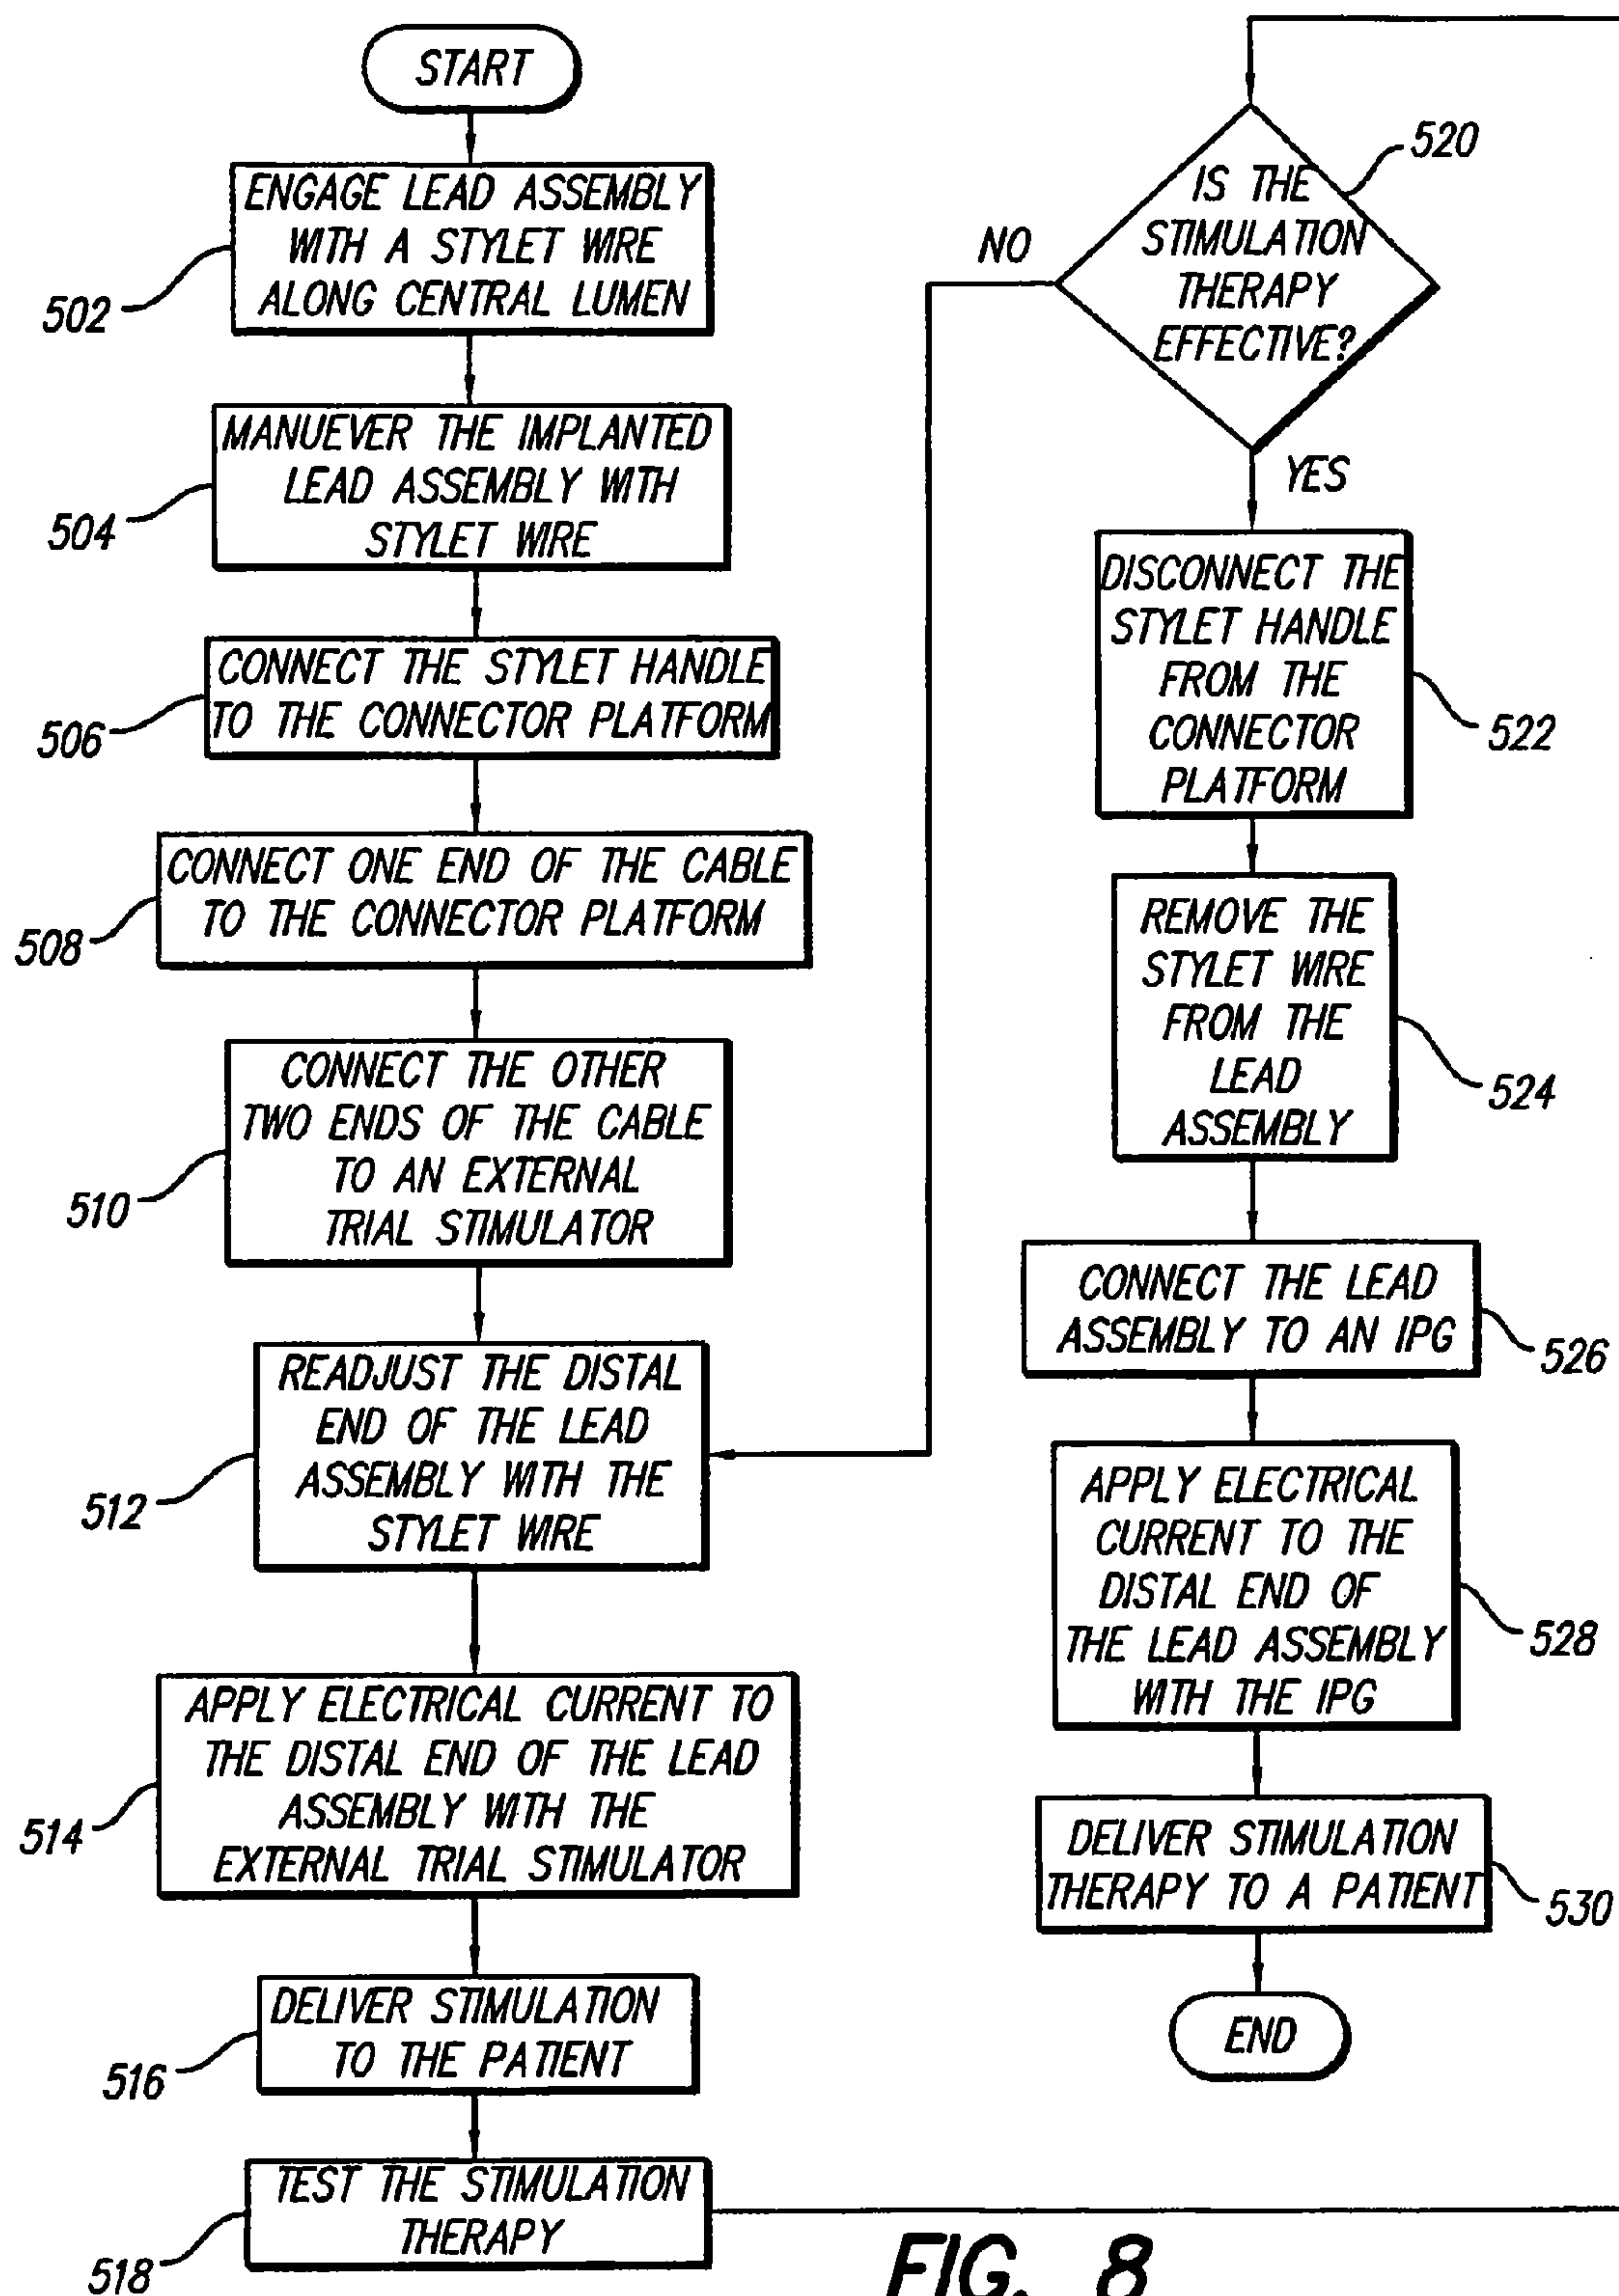 START
ENGAGE LEAD ASSEMBLY
WITH A STYLET WIRE
ALONG CENTRAL LUMEN
502
MANUEVER THE IMPLANTED
LEAD ASSEMBLY WITH
STYLET WIRE
504
CONNECT THE STYLET HANDLE
TO THE CONNECTOR PLATFORM
506
CONNECT ONE END OF THE CABLE
TO THE CONNECTOR PLATFORM
508
CONNECT THE OTHER
TWO ENDS OF THE CABLE
TO AN EXTERNAL
TRIAL STIMULATOR
510
READJUST THE DISTAL
END OF THE LEAD
ASSEMBLY WITH THE
STYLET WIRE
512
APPLY ELECTRICAL CURRENT TO
THE DISTAL END OF THE LEAD
ASSEMBLY WITH THE
EXTERNAL TRIAL STIMULATOR
514
DELIVER STIMULATION
TO THE PATIENT
516
TEST THE STIMULATION
THERAPY
518
IS THE
STIMULATION
THERAPY
EFFECTIVE?
520
NO
YES
DISCONNECT THE
STYLET HANDLE
FROM THE
CONNECTOR
PLATFORM
522
REMOVE THE
STYLET WIRE
FROM THE
LEAD
ASSEMBLY
524
CONNECT THE LEAD
ASSEMBLY TO AN IPG
526
APPLY ELECTRICAL
CURRENT TO THE
DISTAL END OF
THE LEAD ASSEMBLY
WITH THE IPG
528
DELIVER STIMULATION
THERAPY TO A PATIENT
530
END
FIG. 8